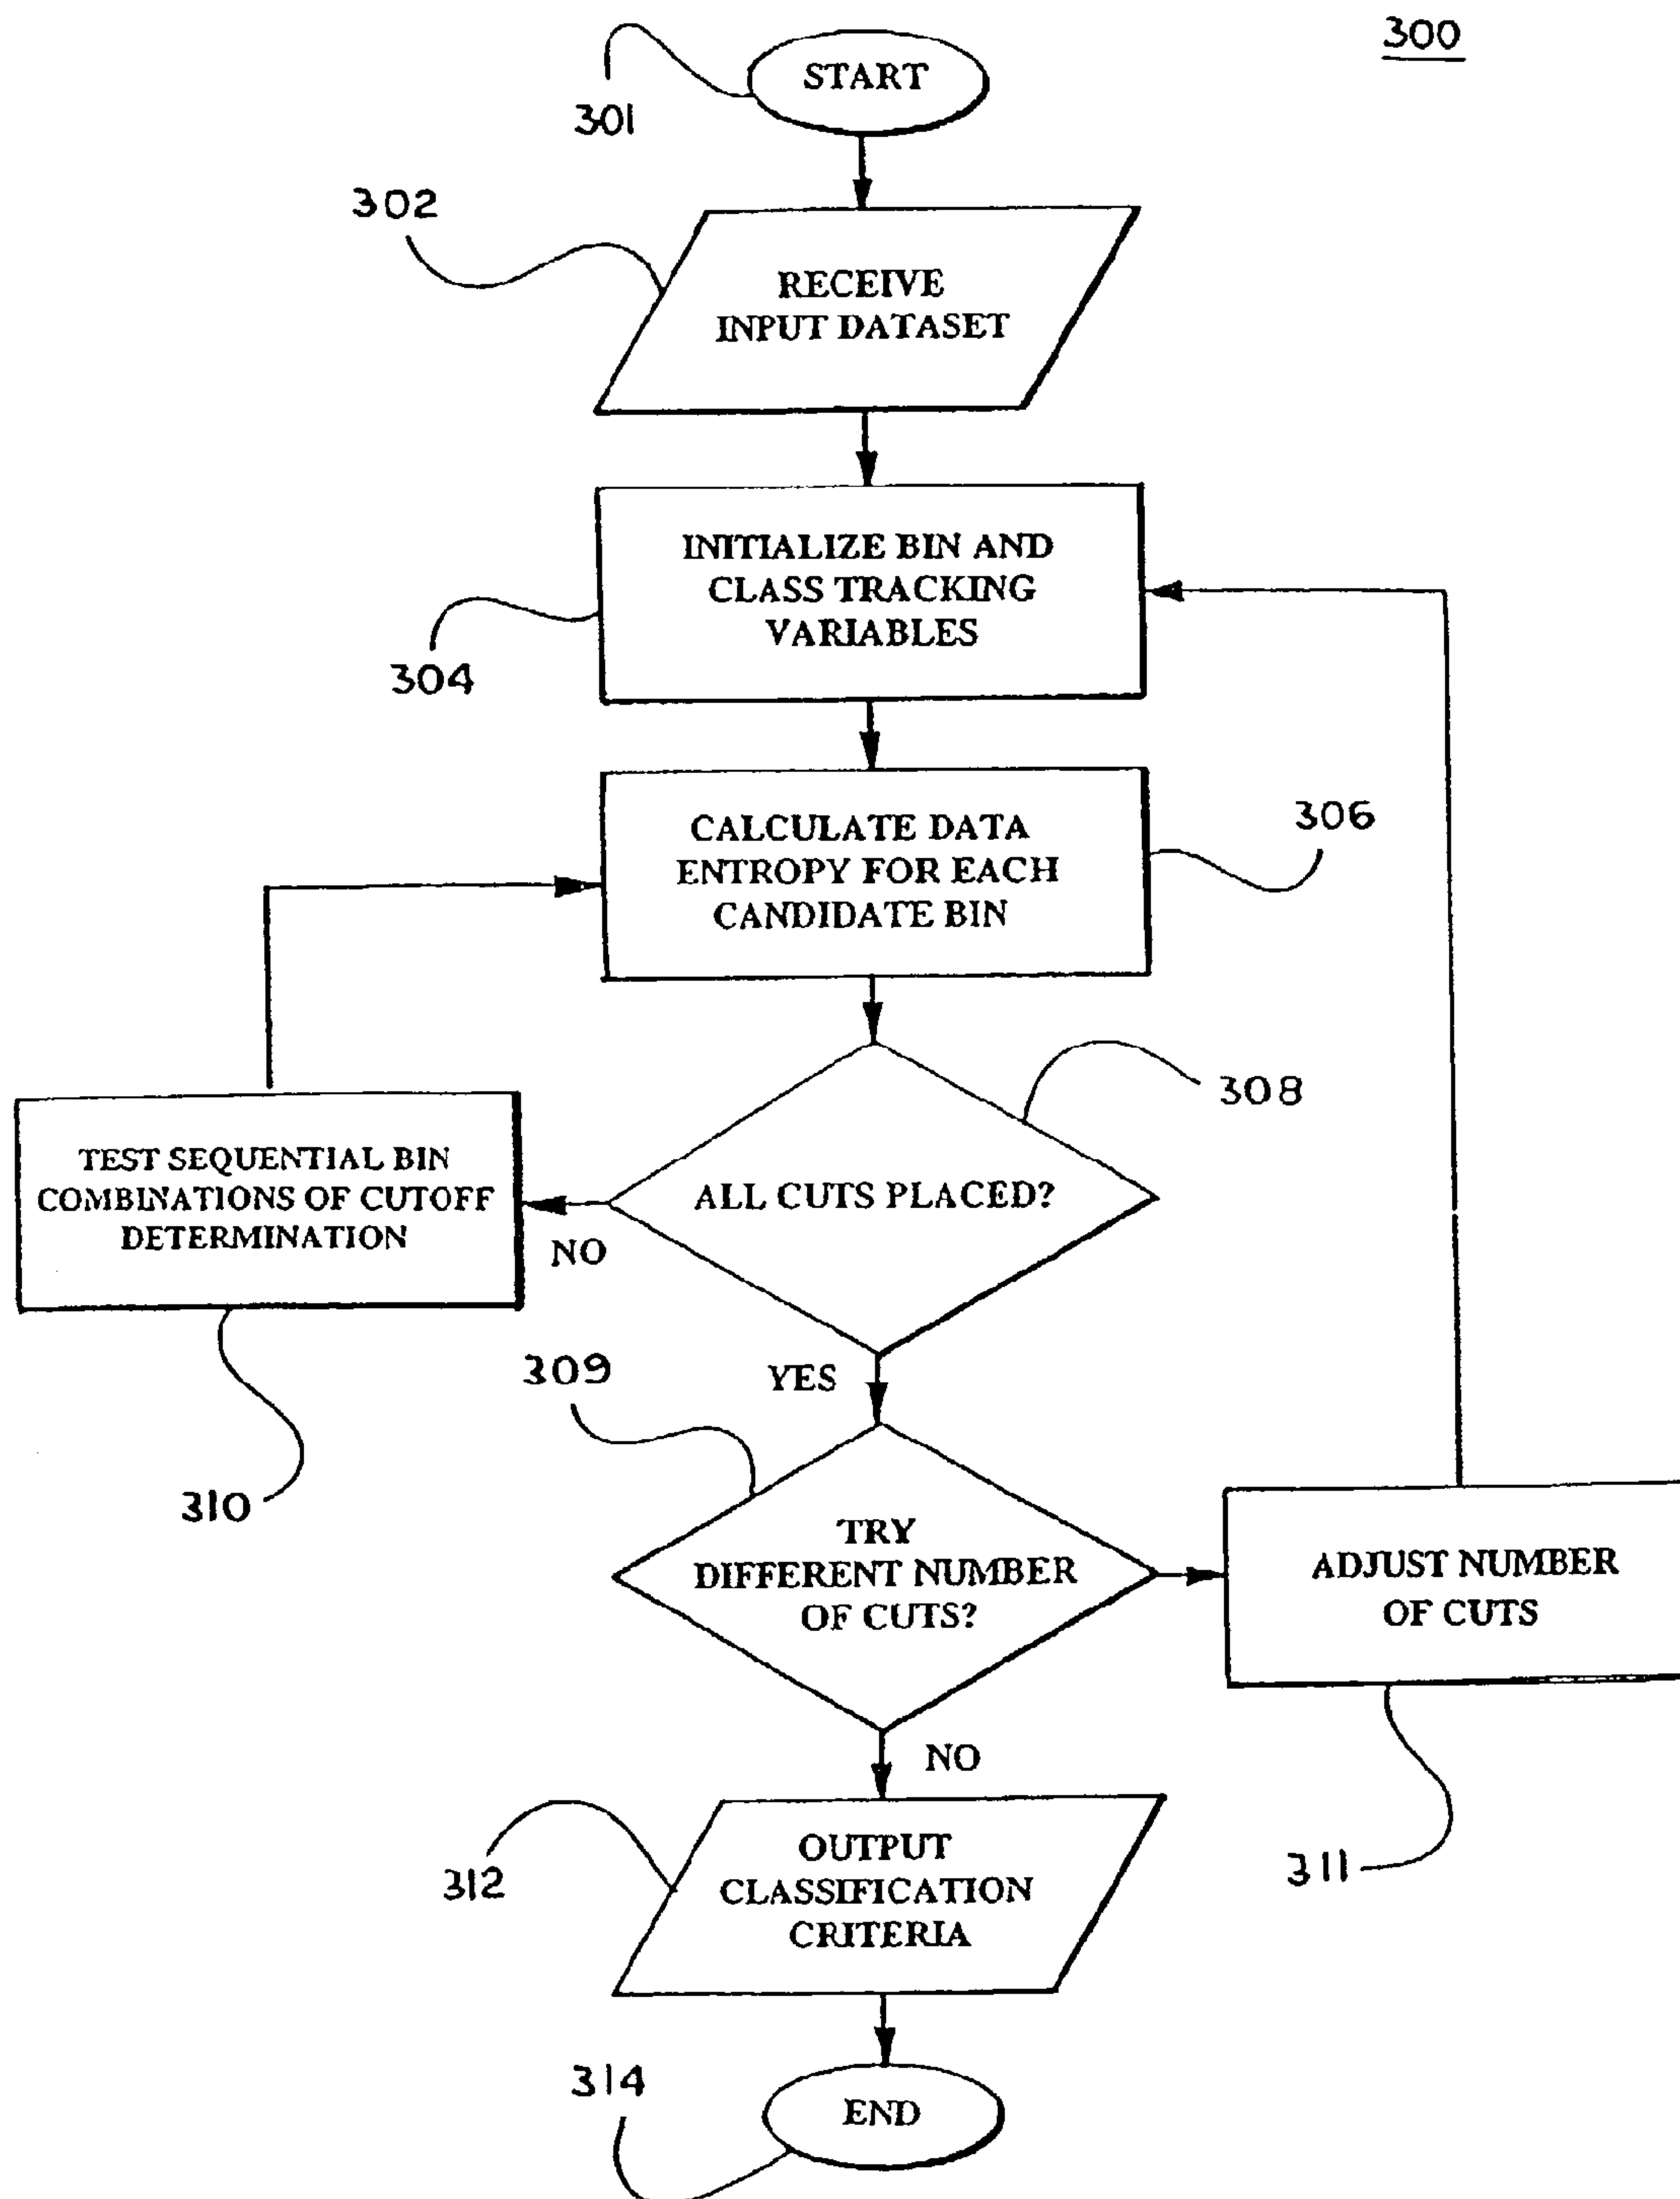 300
START
301
302
RECEIVE
INPUT DATASET
INITIALIZE BIN AND
CLASS TRACKING
VARIABLES
304
306
CALCULATE DATA
ENTROPY FOR EACH
CANDIDATE BIN
308
TEST SEQUENTIAL BIN
COMBINATIONS OF CUTOFF
DETERMINATION
ALL CUTS PLACED?
NO
309
YES
310
TRY
DIFFERENT NUMBER
OF CUTS?
ADJUST NUMBER
OF CUTS
NO
312
OUTPUT
CLASSIFICATION
CRITERIA
311
314
END